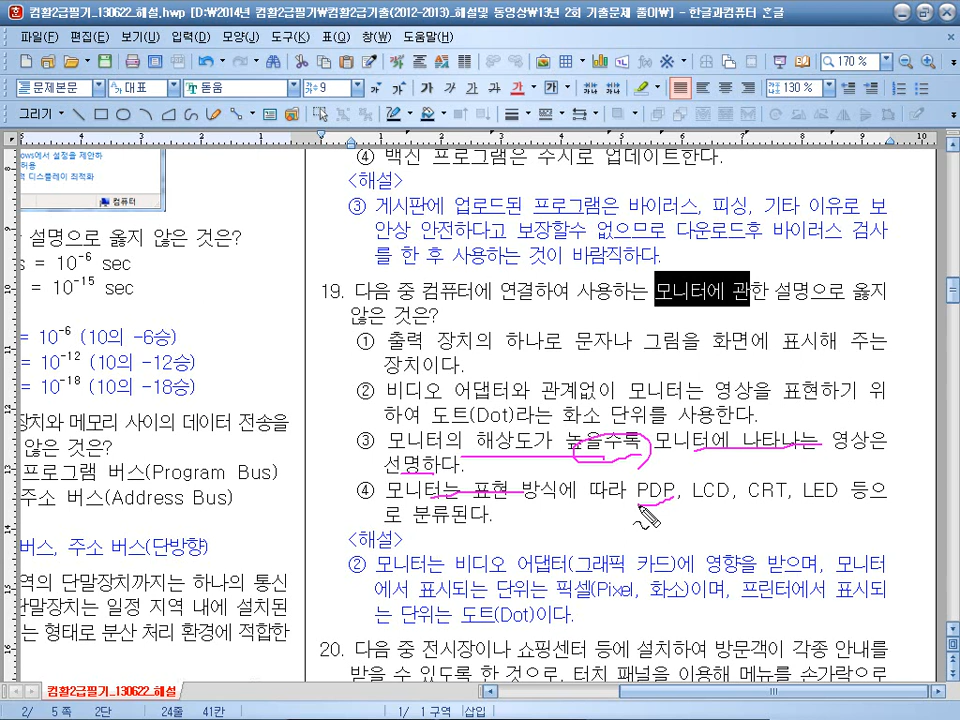 컴활2급필기_130622_해설.hwp [D:₩2014년 컴활2급필기₩컴활2급기출(2012-2013)_해설및 동영상₩13년 2회 기출문제 풀이₩] - 한글과컴퓨터 한글
파일(F) 편집(E) 보기(U) 입력(D) 모양(J) 도구(K) 표(Q) 창(W) 도움말(H)
문제본문 대표 돋움 9 가 가 가 가 가 가 130 %
170 %
그리기
5 4 3 2 1 1 2 3 4 5 6 7 8 9 10
ows에서 설정을 제안하
허용
적 디스플레이 최적화
컴퓨터
설명으로 옳지 않은 것은?
s = 10⁻⁶ sec
= 10⁻¹⁵ sec
= 10⁻⁶ (10의 -6승)
= 10⁻¹² (10의 -12승)
= 10⁻¹⁸ (10의 -18승)
장치와 메모리 사이의 데이터 전송을
않은 것은?
프로그램 버스(Program Bus)
주소 버스(Address Bus)
버스, 주소 버스(단방향)
역의 단말장치까지는 하나의 통신
단말장치는 일정 지역 내에 설치된
는 형태로 분산 처리 환경에 적합한
④ 백신 프로그램은 수시로 업데이트한다.
<해설>
③ 게시판에 업로드된 프로그램은 바이러스, 피싱, 기타 이유로 보
안상 안전하다고 보장할수 없으므로 다운로드후 바이러스 검사
를 한 후 사용하는 것이 바람직하다.
19. 다음 중 컴퓨터에 연결하여 사용하는 모니터에 관한 설명으로 옳지
않은 것은?
① 출력 장치의 하나로 문자나 그림을 화면에 표시해 주는
장치이다.
② 비디오 어댑터와 관계없이 모니터는 영상을 표현하기 위
하여 도트(Dot)라는 화소 단위를 사용한다.
③ 모니터의 해상도가 높을수록 모니터에 나타나는 영상은
선명하다.
④ 모니터는 표현 방식에 따라 PDP, LCD, CRT, LED 등으
로 분류된다.
<해설>
② 모니터는 비디오 어댑터(그래픽 카드)에 영향을 받으며, 모니터
에서 표시되는 단위는 픽셀(Pixel, 화소)이며, 프린터에서 표시되
는 단위는 도트(Dot)이다.
20. 다음 중 전시장이나 쇼핑센터 등에 설치하여 방문객이 각종 안내를
받을 수 있도록 한 것으로, 터치 패널을 이용해 메뉴를 손가락으로
컴활2급필기_130622_해설
2/ 5 쪽 2단 24줄 41칸 1/ 1 구역 삽입